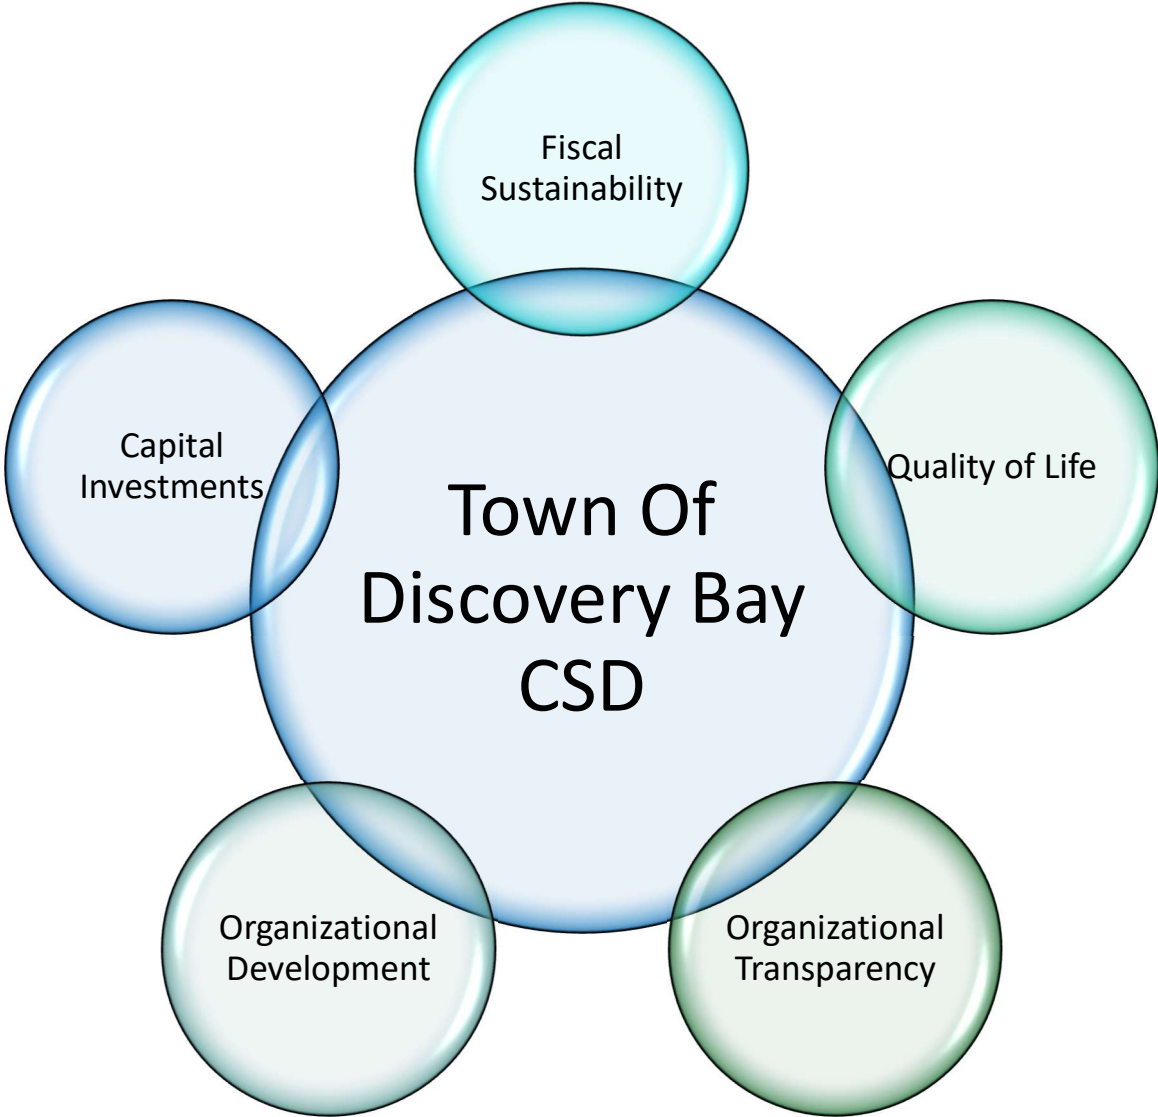 Fiscal
Sustainability
Capital
Investments
Quality of Life
Town Of
Discovery Bay
CSD
Organizational
Development
Organizational
Transparency